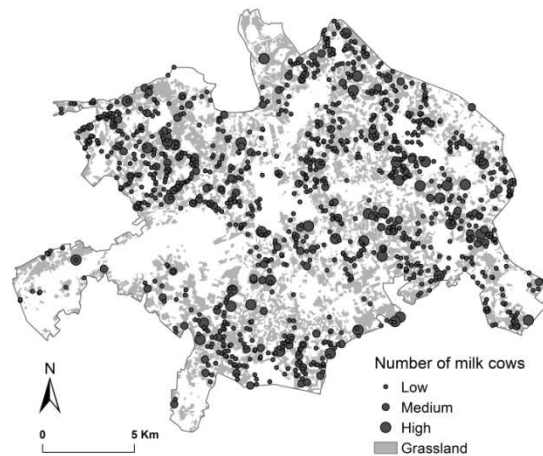 Number of milk cows
Low
Medium
High
Grassland
N
0 5 Km